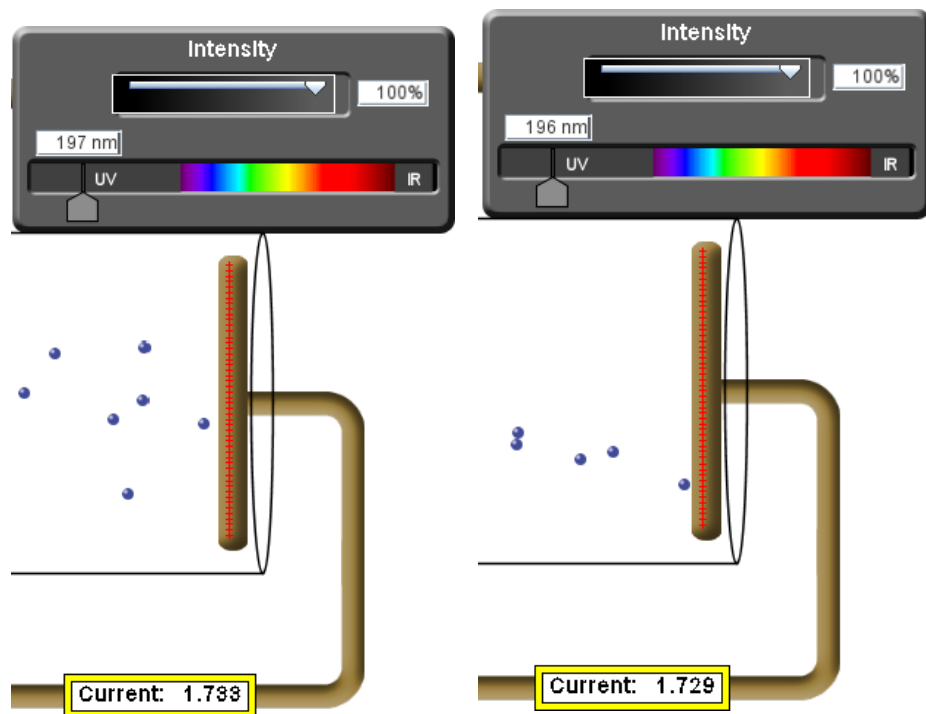 Intensity
100%
197 nm
UV
IR
Current: 1.733
Intensity
100%
196 nm
UV
IR
Current: 1.729